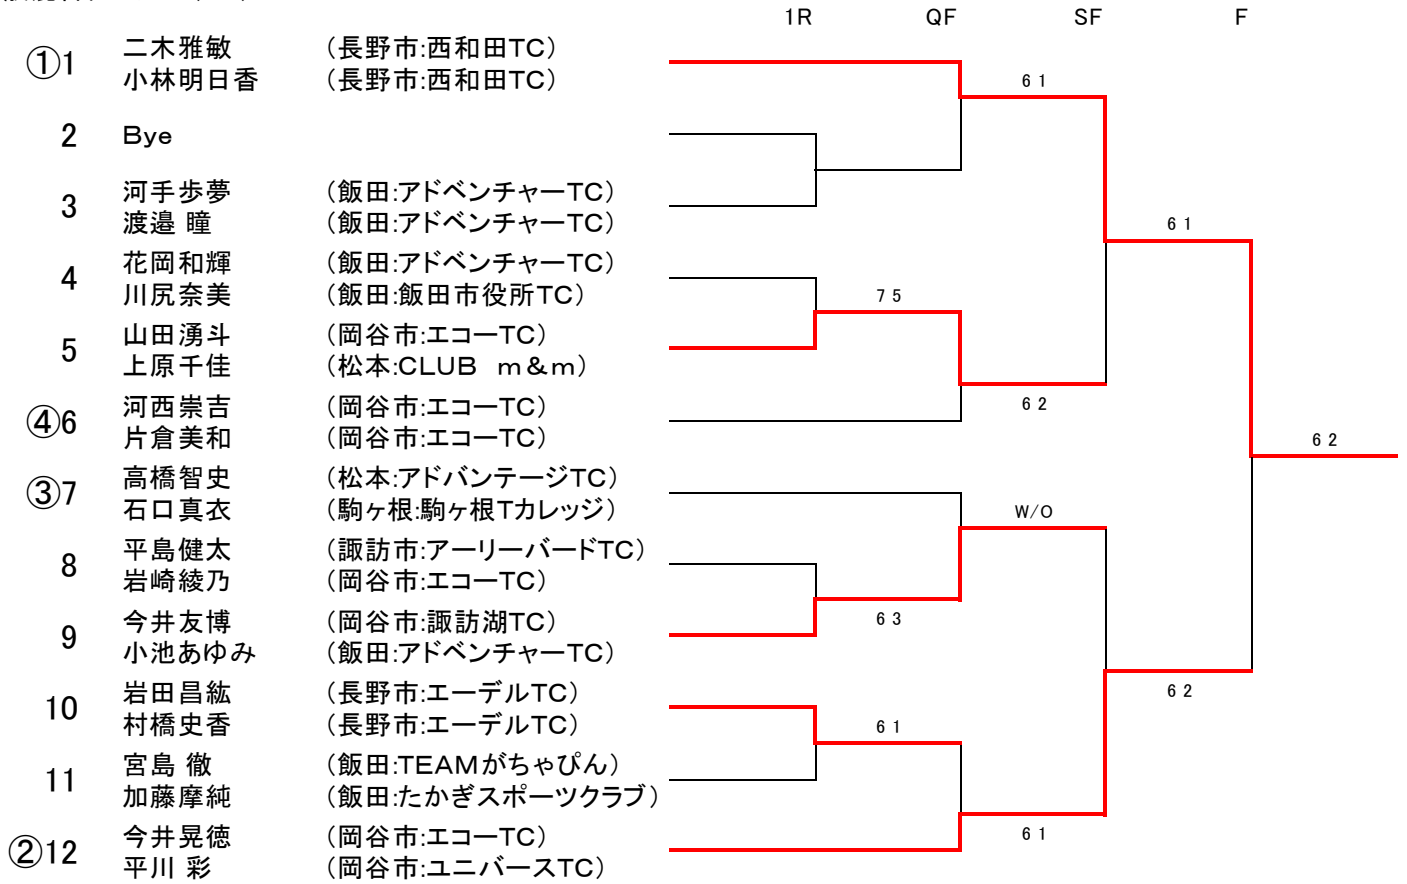 1R QF SF F
①1 二木雅敏 （長野市:西和田TC）
小林明日香 （長野市:西和田TC）
6 1
2 Bye
3 河手歩夢 （飯田:アドベンチャーTC）
渡邉 瞳 （飯田:アドベンチャーTC）
6 1
4 花岡和輝 （飯田:アドベンチャーTC）
川尻奈美 （飯田:飯田市役所TC）
7 5
5 山田湧斗 （岡谷市:エコーTC）
上原千佳 （松本:CLUB m＆m）
④6 河西崇吉 （岡谷市:エコーTC）
6 2
片倉美和 （岡谷市:エコーTC）
6 2
③7 高橋智史 （松本:アドバンテージTC）
石口真衣 （駒ヶ根:駒ヶ根Tカレッジ）
W/O
8 平島健太 （諏訪市:アーリーバードTC）
岩崎綾乃 （岡谷市:エコーTC）
9 今井友博 （岡谷市:諏訪湖TC）
6 3
小池あゆみ （飯田:アドベンチャーTC）
10 岩田昌紘 （長野市:エーデルTC）
6 2
村橋史香 （長野市:エーデルTC）
6 1
11 宮島 徹 （飯田:TEAMがちゃぴん）
加藤摩純 （飯田:たかぎスポーツクラブ）
②12 今井晃徳 （岡谷市:エコーTC）
6 1
平川 彩 （岡谷市:ユニバースTC）